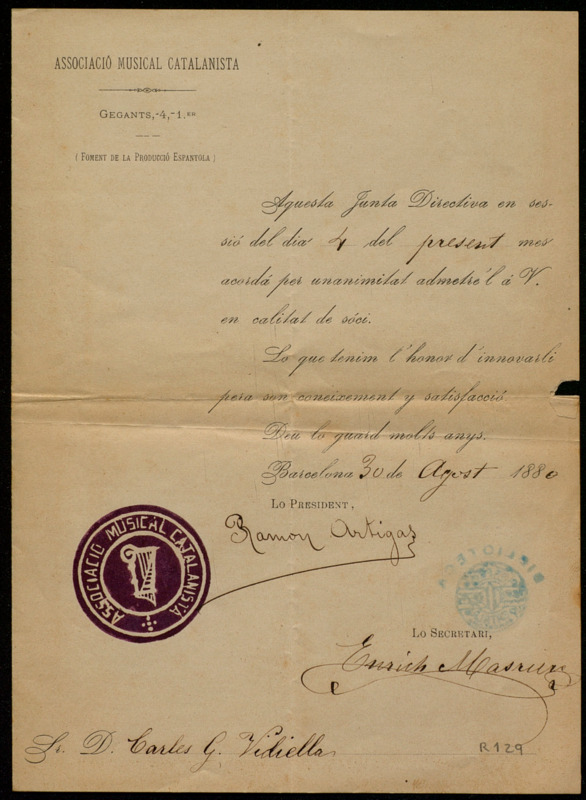 ASSOCIACIÓ MUSICAL CATALANISTA
GEGANTS,-4,-1.ER
(FOMENT DE LA PRODUCCIÓ ESPANYOLA)
Aquesta Junta Directiva en ses-
sió del dia 4 del present mes
acordá per unanimitat admetre'l á V.
en calitat de sóci.
Lo que tenim l'honor d'innovarli
pera son coneixement y satisfacció.
Deu lo guard molts anys.
Barcelona 30 de Agost 1880
LO PRESIDENT,
Ramon Artigas
ASSOCIACIO MUSICAL CATALANISTA
BIBLIOTECA
LO SECRETARI,
Enrich Masriera
Sr. D. Carles G. Vidiella
R129